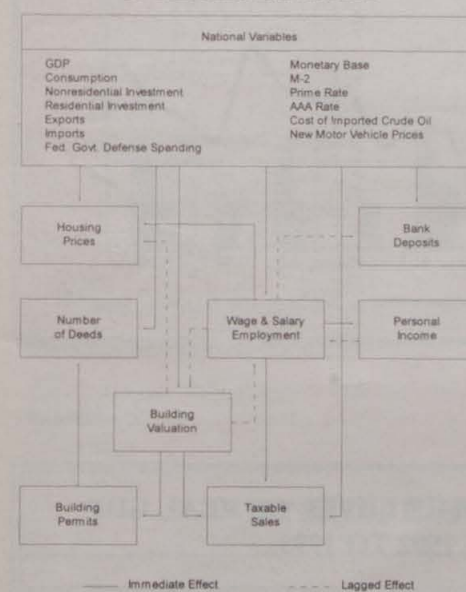 National Variables
GDP
Consumption
Nonresidential Investment
Residential Investment
Exports
Imports
Fed. Govt. Defense Spending
Monetary Base
M-2
Prime Rate
AAA Rate
Cost of Imported Crude Oil
New Motor Vehicle Prices
Housing
Prices
Bank
Deposits
Number
of Deeds
Wage & Salary
Employment
Personal
Income
Building
Valuation
Building
Permits
Taxable
Sales
Immediate Effect
Lagged Effect